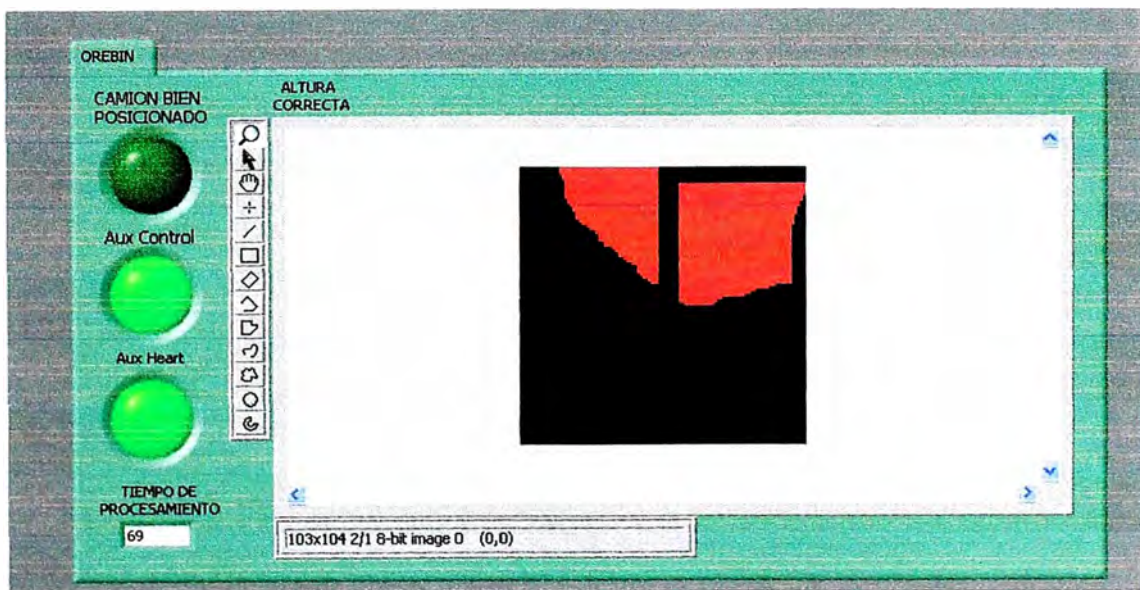 OREBIN
CAMION BIEN
POSICIONADO
ALTURA
CORRECTA
Aux Control
Aux Heart
TIEMPO DE
PROCESAMIENTO
69
103x104 2/1 8-bit image 0 (0,0)